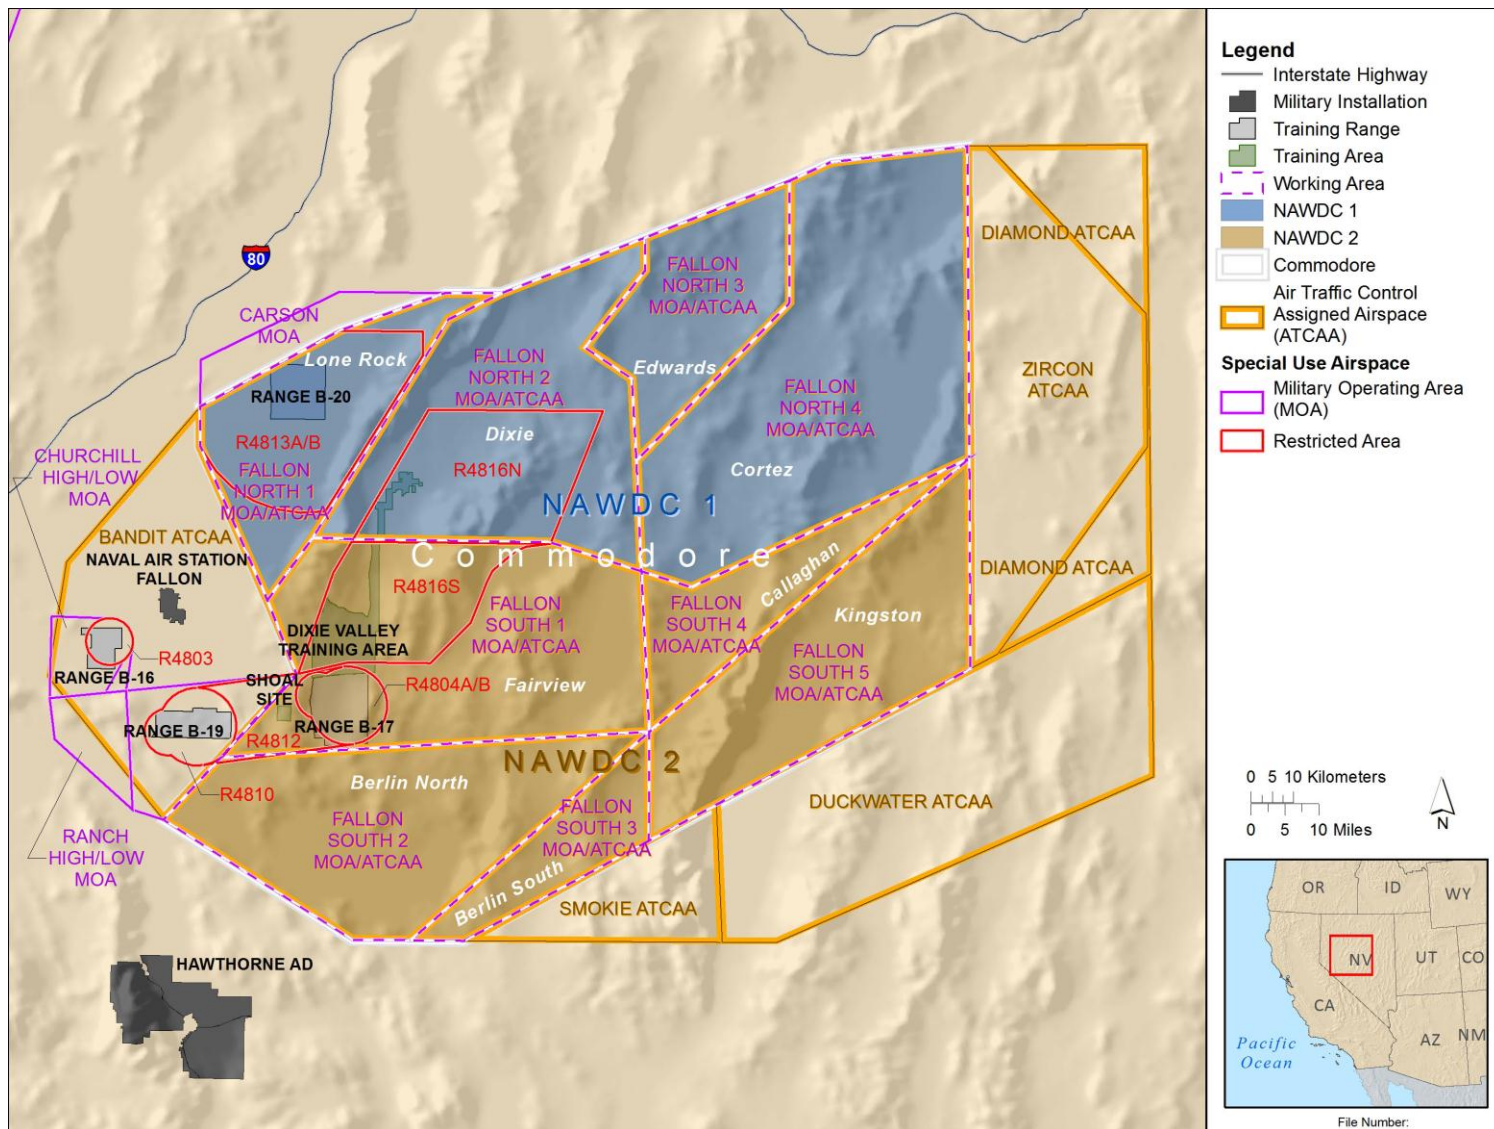 80
CARSON
MOA
Lone Rock
RANGE B-20
R4813A/B
FALLON
NORTH 1
MOA/ATCAA
FALLON
NORTH 2
MOA/ATCAA
Dixie
R4816N
FALLON
NORTH 3
MOA/ATCAA
Edwards
FALLON
NORTH 4
MOA/ATCAA
Cortez
NAWDC 1
Commodore
DIAMOND ATCAA
ZIRCON
ATCAA
DIAMOND ATCAA
CHURCHILL
HIGH/LOW
MOA
BANDIT ATCAA
NAVAL AIR STATION
FALLON
R4803
RANGE B-16
R4816S
DIXIE VALLEY
TRAINING AREA
FALLON
SOUTH 1
MOA/ATCAA
SHOAL
SITE
R4804A/B
Fairview
RANGE B-19
RANGE B-17
R4812
R4810
FALLON
SOUTH 4
MOA/ATCAA
Callaghan
Kingston
FALLON
SOUTH 5
MOA/ATCAA
NAWDC 2
Berlin North
FALLON
SOUTH 2
MOA/ATCAA
FALLON
SOUTH 3
MOA/ATCAA
Berlin South
RANCH
HIGH/LOW
MOA
DUCKWATER ATCAA
SMOKIE ATCAA
HAWTHORNE AD
Legend
Interstate Highway
Military Installation
Training Range
Training Area
Working Area
NAWDC 1
NAWDC 2
Commodore
Air Traffic Control
Assigned Airspace
(ATCAA)
Special Use Airspace
Military Operating Area
(MOA)
Restricted Area
0 5 10 Kilometers
0 5 10 Miles
N
OR
ID
WY
NV
UT
CO
CA
AZ
NM
Pacific
Ocean
File Number: